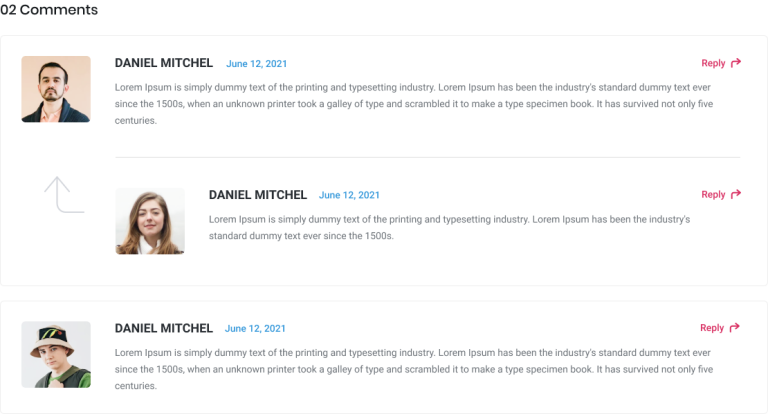 02 Comments
DANIEL MITCHEL June 12, 2021 Reply
Lorem Ipsum is simply dummy text of the printing and typesetting industry. Lorem Ipsum has been the industry's standard dummy text ever
since the 1500s, when an unknown printer took a galley of type and scrambled it to make a type specimen book. It has survived not only five
centuries.
DANIEL MITCHEL June 12, 2021 Reply
Lorem Ipsum is simply dummy text of the printing and typesetting industry. Lorem Ipsum has been the industry's
standard dummy text ever since the 1500s.
DANIEL MITCHEL June 12, 2021 Reply
Lorem Ipsum is simply dummy text of the printing and typesetting industry. Lorem Ipsum has been the industry's standard dummy text ever
since the 1500s, when an unknown printer took a galley of type and scrambled it to make a type specimen book. It has survived not only five
centuries.